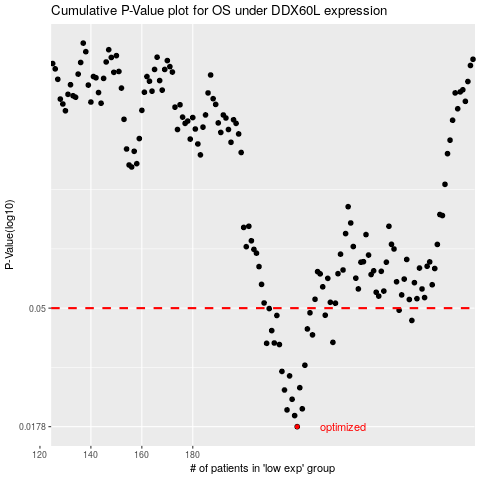 Cumulative P-Value plot for OS under DDX60L expression
P-Value(log10)
0.05
0.0178
optimized
120 140 160 180
# of patients in 'low exp' group